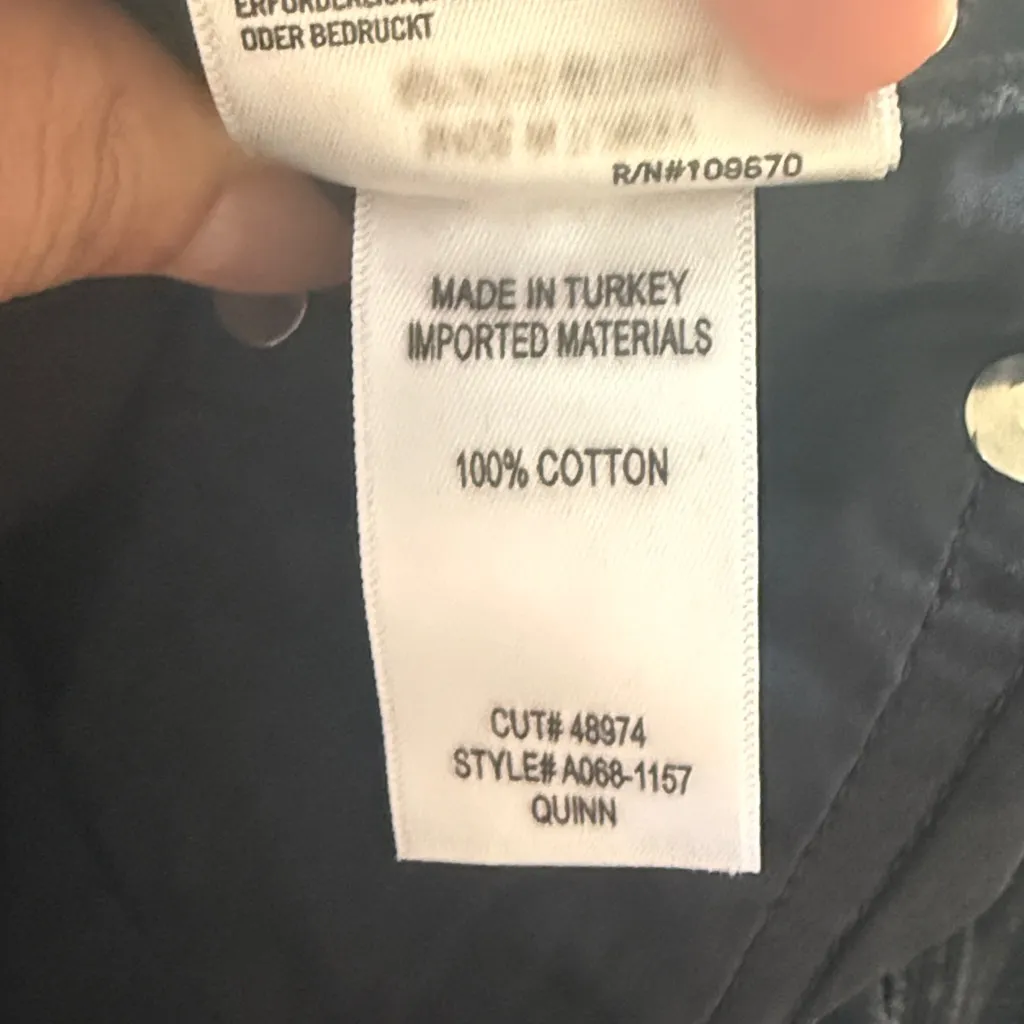 ODER BEDRUCKT
R/N#109670
MADE IN TURKEY
IMPORTED MATERIALS
100% COTTON
CUT# 48974
STYLE# A068-1157
QUINN